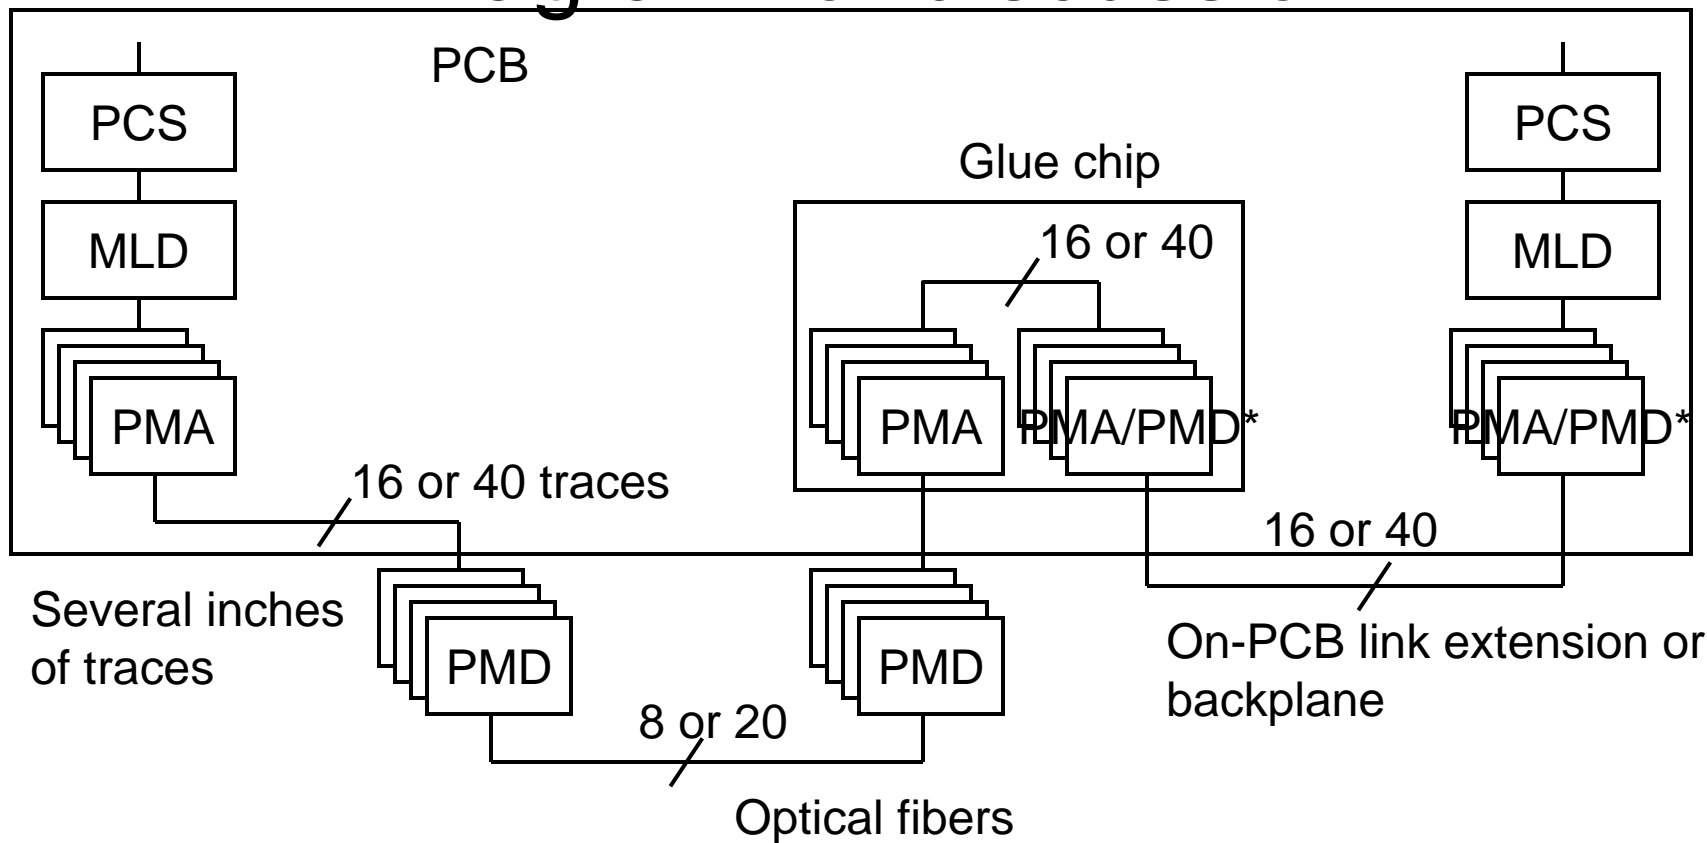 PCB
PCS
PCS
Glue chip
MLD
16 or 40
MLD
PMA
PMA
PMA/PMD*
PMA/PMD*
16 or 40 traces
16 or 40
Several inches
of traces
PMD
PMD
On-PCB link extension or
backplane
8 or 20
Optical fibers